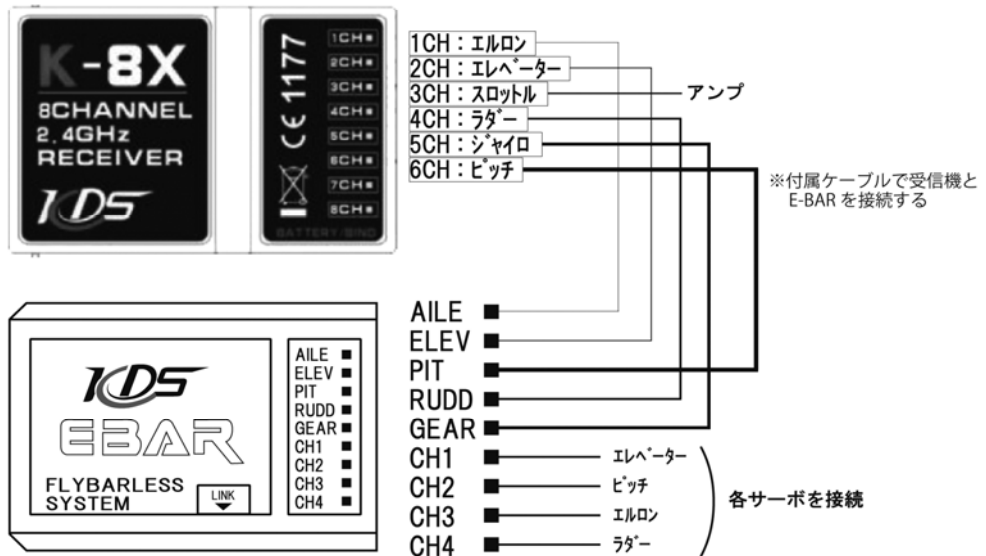 K-8X
8CHANNEL
2.4GHz
RECEIVER
KDS
CE1177
1CH
2CH
3CH
4CH
5CH
6CH
7CH
8CH
BATTERY/BIND
1CH：エルロン
2CH：エレベーター
3CH：スロットル
4CH：ラダー
5CH：ジャイロ
6CH：ピッチ
アンプ
※付属ケーブルで受信機と
E-BARを接続する
KDS
EBAR
FLYBARLESS
SYSTEM
LINK
AILE
ELEV
PIT
RUDD
GEAR
CH1
CH2
CH3
CH4
AILE
ELEV
PIT
RUDD
GEAR
CH1 エレベーター
CH2 ピッチ
CH3 エルロン
CH4 ラダー
各サーボを接続